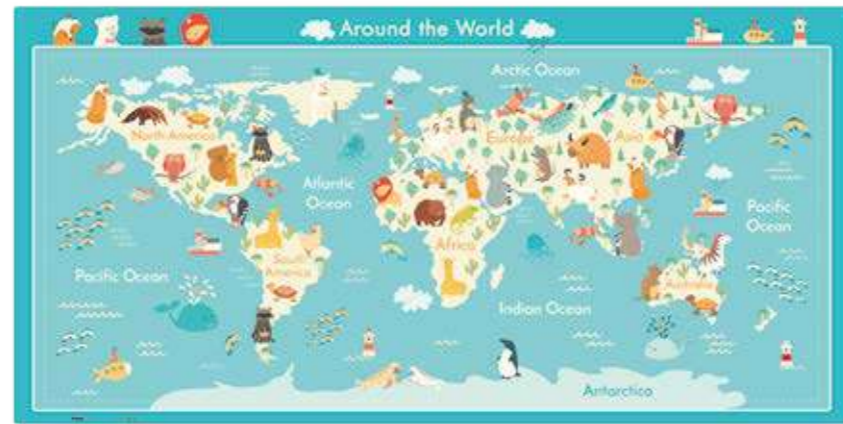 Around the World
Arctic Ocean
North America
Europe
Asia
Atlantic
Ocean
Pacific
Ocean
Africa
South
America
Pacific Ocean
Australia
Indian Ocean
Antarctica